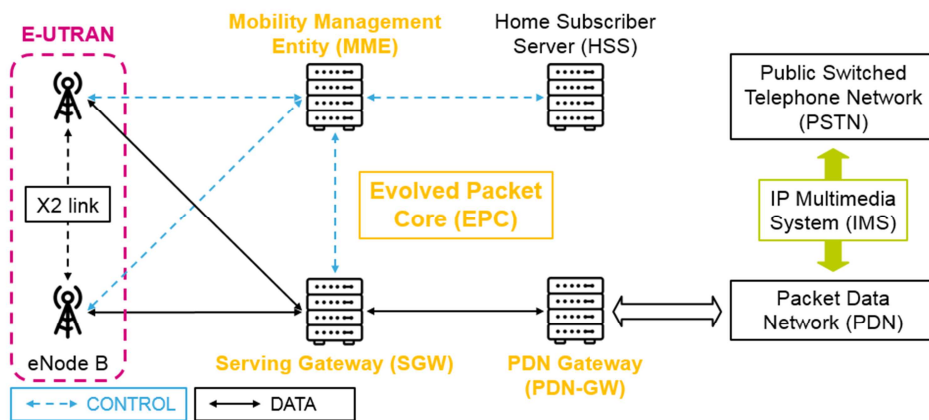 E-UTRAN
Mobility Management
Entity (MME)
Home Subscriber
Server (HSS)
Public Switched
Telephone Network
(PSTN)
X2 link
Evolved Packet
Core (EPC)
IP Multimedia
System (IMS)
Packet Data
Network (PDN)
eNode B
Serving Gateway (SGW)
PDN Gateway
(PDN-GW)
CONTROL
DATA